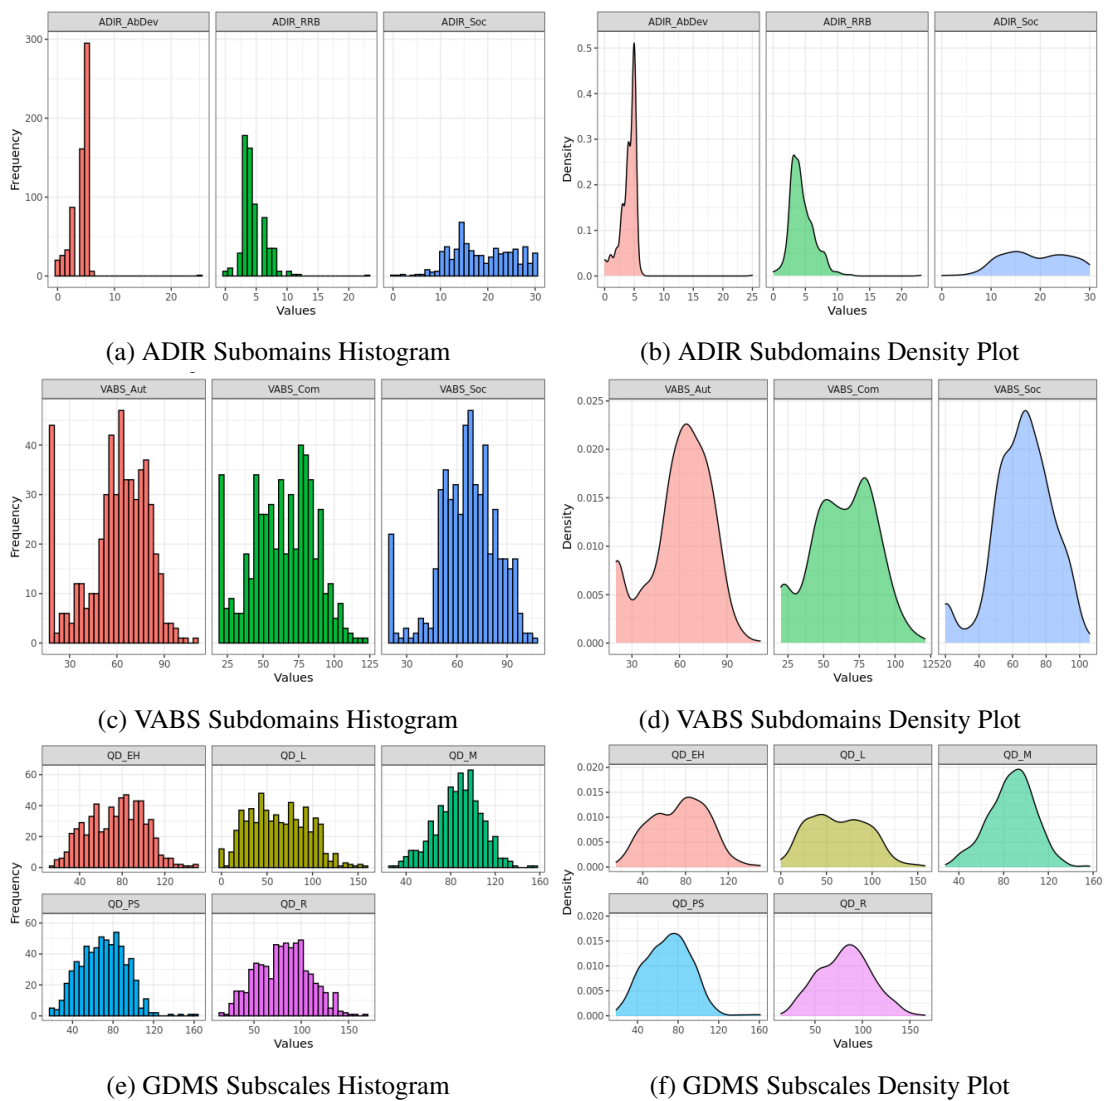 ADIR_AbDev ADIR_RRB ADIR_Soc
300
200
100
0
Frequency
0 10 20 0 5 10 15 20 0 10 20 30
Values
(a) ADIR Subomains Histogram
ADIR_AbDev ADIR_RRB ADIR_Soc
0.5
0.4
0.3
0.2
0.1
0.0
Density
0 5 10 15 20 25 0 5 10 15 20 0 10 20 30
Values
(b) ADIR Subdomains Density Plot
VABS_Aut VABS_Com VABS_Soc
40
30
20
10
0
Frequency
30 60 90 25 50 75 100 125 30 60 90
Values
(c) VABS Subdomains Histogram
VABS_Aut VABS_Com VABS_Soc
0.025
0.020
0.015
0.010
0.005
0.000
Density
30 60 90 25 50 75 100 125 20 40 60 80 100
Values
(d) VABS Subdomains Density Plot
QD_EH QD_L QD_M
60
40
20
0
40 80 120 0 50 100 150 40 80 120 160
Frequency
QD_PS QD_R
60
40
20
0
40 80 120 160 50 100 150
Values
(e) GDMS Subscales Histogram
QD_EH QD_L QD_M
0.020
0.015
0.010
0.005
0.000
40 80 120 0 50 100 150 40 80 120 160
Density
QD_PS QD_R
0.020
0.015
0.010
0.005
0.000
40 80 120 160 50 100 150
Values
(f) GDMS Subscales Density Plot